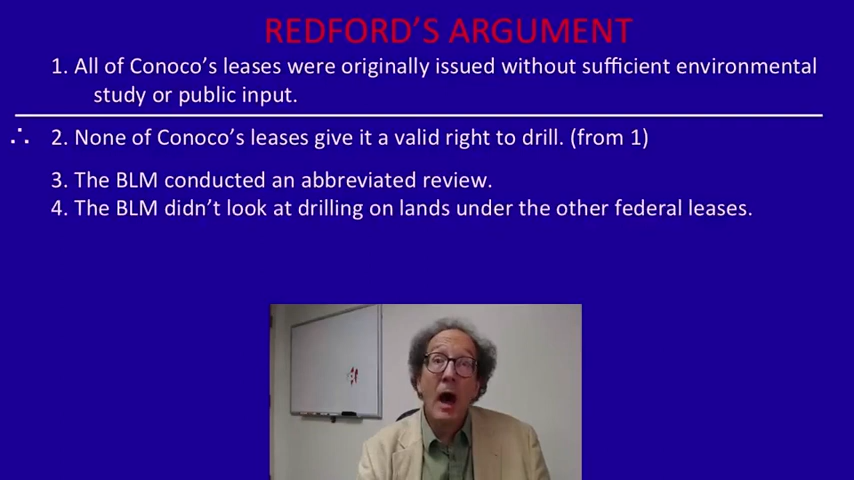 REDFORD'S ARGUMENT
1. All of Conoco's leases were originally issued without sufficient environmental
study or public input.
∴ 2. None of Conoco's leases give it a valid right to drill. (from 1)
3. The BLM conducted an abbreviated review.
4. The BLM didn't look at drilling on lands under the other federal leases.